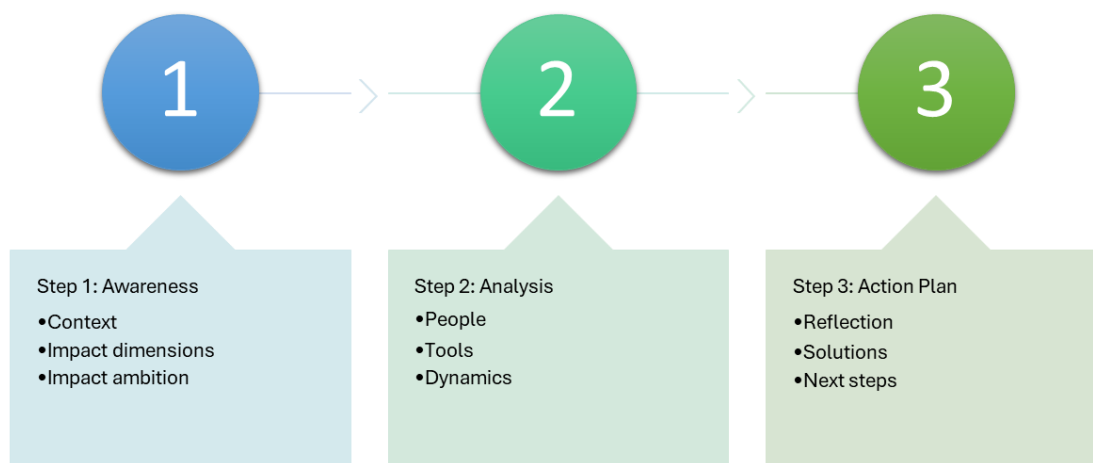 1
2
3
Step 1: Awareness
•Context
•Impact dimensions
•Impact ambition
Step 2: Analysis
•People
•Tools
•Dynamics
Step 3: Action Plan
•Reflection
•Solutions
•Next steps